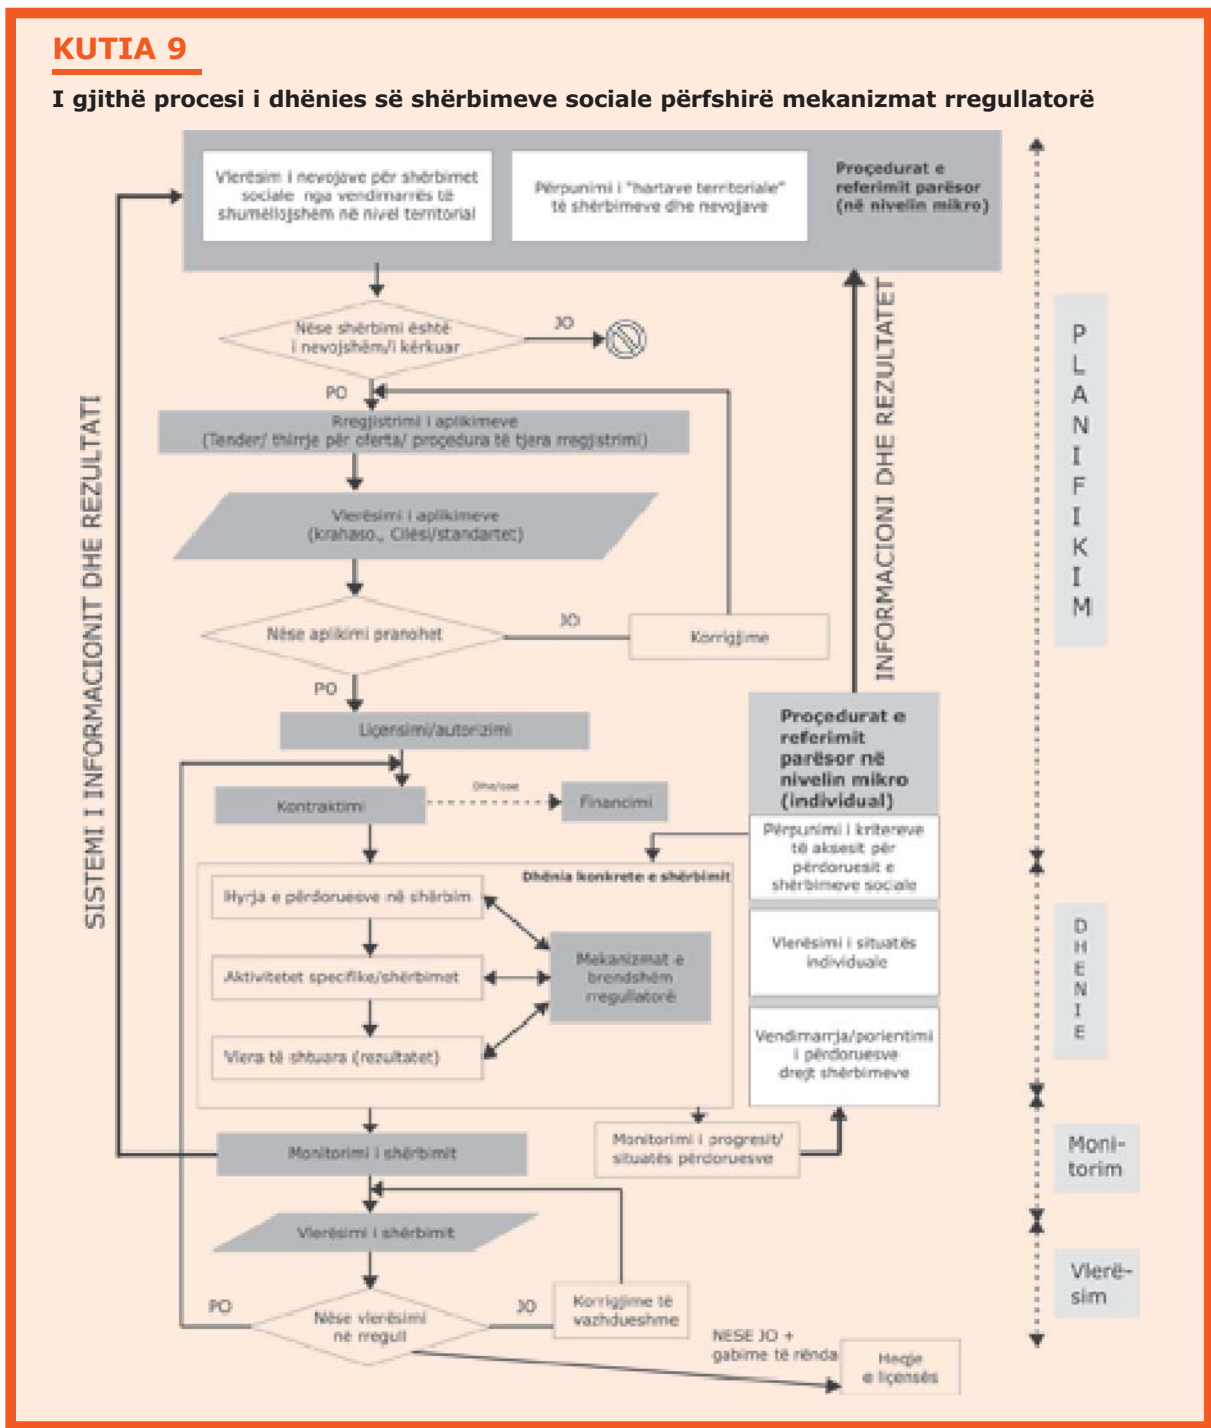 KUTIA 9
I gjithë procesi i dhënies së shërbimeve sociale përfshirë mekanizmat rregullatorë
Vlerësim i nevojave për shërbimet
sociale nga vendimarrës të
shumëllojshëm në nivel territorial
Përpunimi i "hartave territoriale"
të shërbimeve dhe nevojave
Proçedurat e
referimit parësor
(në nivelin mikro)
Nëse shërbimi është
i nevojshëm/i kërkuar
JO
PO
Rregjistrimi i aplikimeve
(Tender/ thirrje për oferta/ proçedura të tjera rregjistrimi)
Vlerësimi i aplikimeve
(krahaso., Cilësi/standartet)
Nëse aplikimi pranohet
JO
Korrigjime
PO
Liçensimi/autorizimi
Kontraktimi
Dhe/ose
Financimi
Dhënia konkrete e shërbimit
Hyrja e përdoruesve në shërbim
Aktivitetet specifike/shërbimet
Vlera të shtuara (rezultatet)
Mekanizmat e
brendshëm
rregullatorë
Proçedurat e
referimit
parësor në
nivelin mikro
(individual)
Përpunimi i kritereve
të aksesit për
përdoruesit e
shërbimeve sociale
Vlerësimi i situatës
individuale
Vendimarrja/porientimi
i përdoruesve
drejt shërbimeve
Monitorimi i shërbimit
Monitorimi i progresit/
situatës përdoruesve
Vlerësimi i shërbimit
PO
Nëse vlerësimi
në rregull
JO
Korrigjime të
vazhdueshme
NESE JO +
gabime të rënda
Heqje
e liçensës
SISTEMI I INFORMACIONIT DHE REZULTATI
INFORMACIONI DHE REZULTATET
PLANIFIKIM
DHENIE
Moni-
torim
Vlerë-
sim